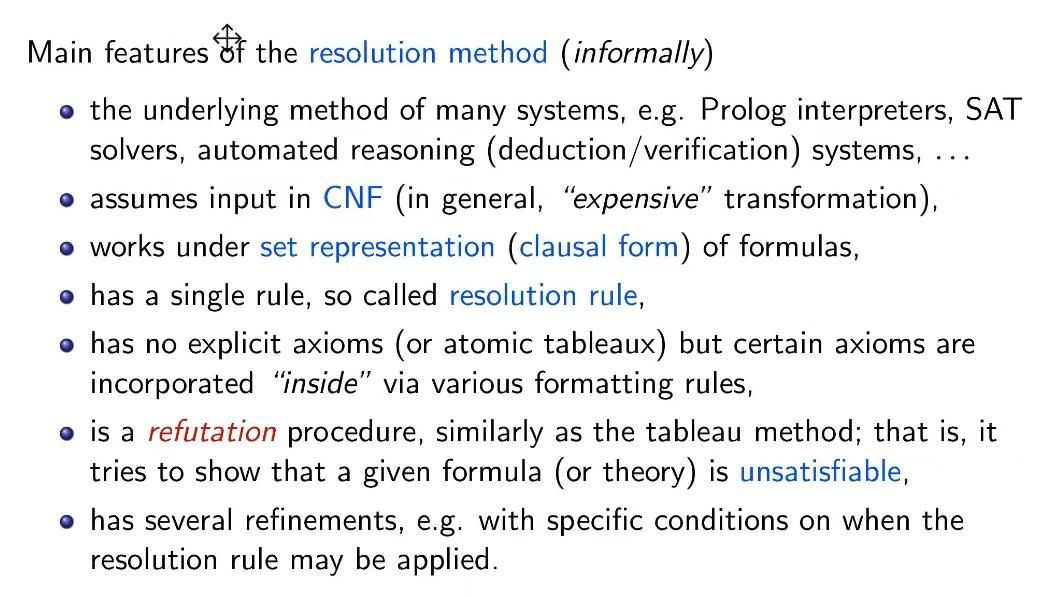 Main features of the resolution method (informally)
the underlying method of many systems, e.g. Prolog interpreters, SAT
solvers, automated reasoning (deduction/verification) systems, ...
assumes input in CNF (in general, “expensive” transformation),
works under set representation (clausal form) of formulas,
has a single rule, so called resolution rule,
has no explicit axioms (or atomic tableaux) but certain axioms are
incorporated “inside” via various formatting rules,
is a refutation procedure, similarly as the tableau method; that is, it
tries to show that a given formula (or theory) is unsatisfiable,
has several refinements, e.g. with specific conditions on when the
resolution rule may be applied.